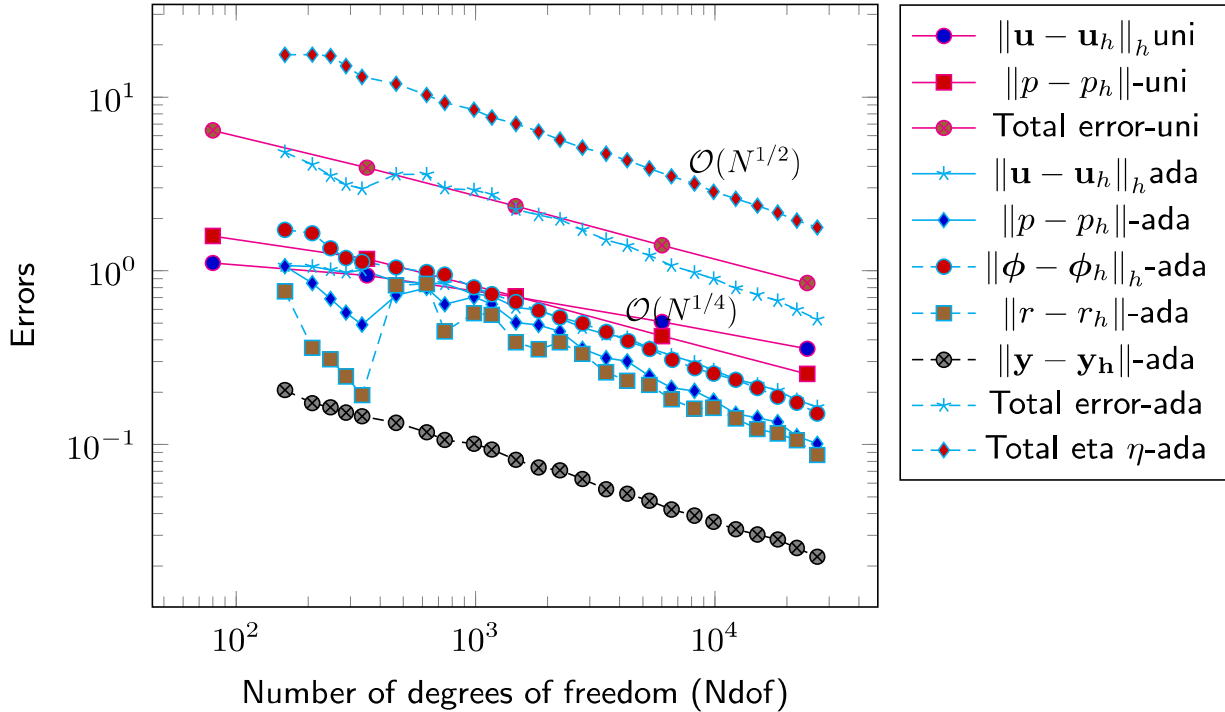 10^1
10^0
10^{-1}
Errors
10^2
10^3
10^4
Number of degrees of freedom (Ndof)
𝒪(N^{1/2})
𝒪(N^{1/4})
‖𝐮 − 𝐮_h‖_h uni
‖p − p_h‖-uni
Total error-uni
‖𝐮 − 𝐮_h‖_h ada
‖p − p_h‖-ada
‖𝝓 − 𝝓_h‖_h-ada
‖r − r_h‖-ada
‖𝐲 − 𝐲_𝐡‖-ada
Total error-ada
Total eta η-ada